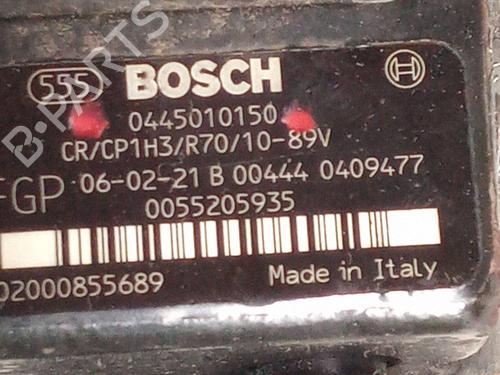 555 BOSCH
0445010150
CR/CP1H3/R70/10-89V
FGP 06-02-21 B 00444 0409477
0055205935
02000855689 Made in Italy
B-PARTS